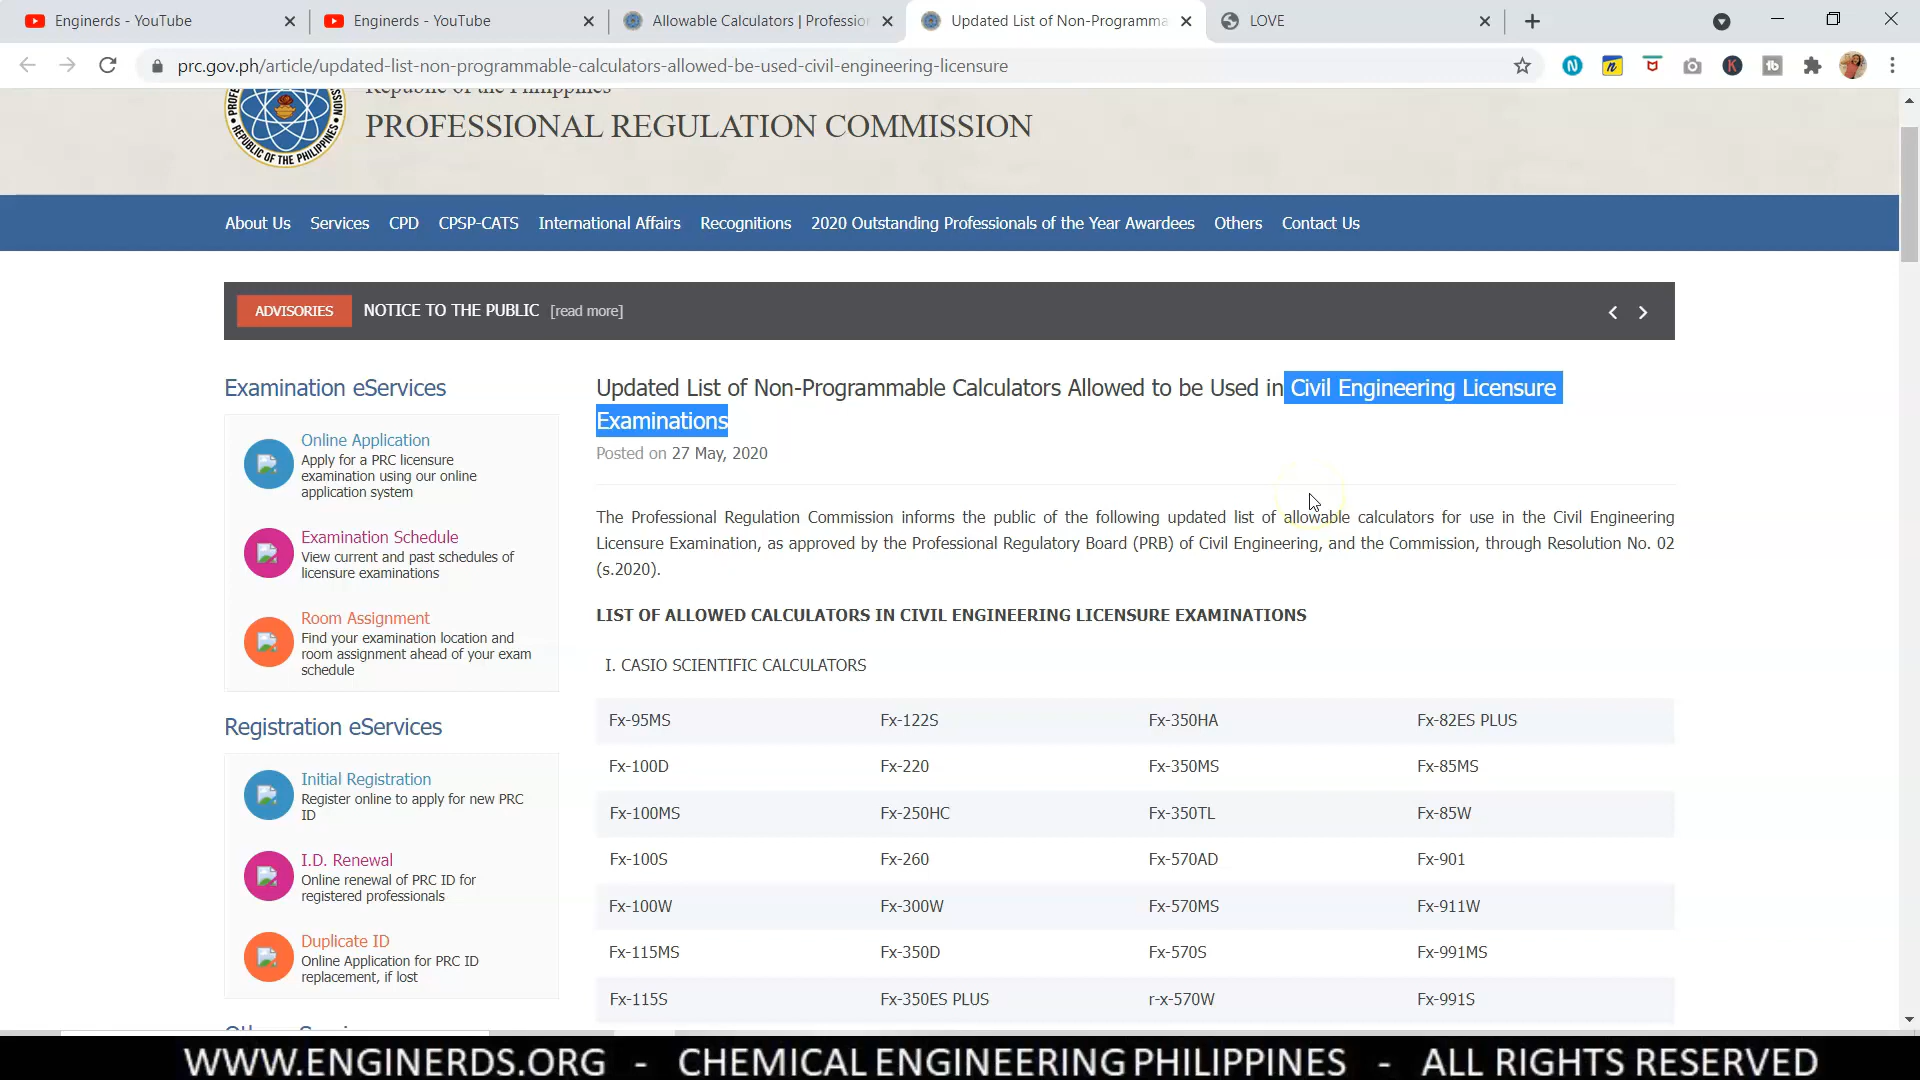 Enginerds - YouTube
Enginerds - YouTube
Allowable Calculators | Professio
Updated List of Non-Programma
LOVE
prc.gov.ph/article/updated-list-non-programmable-calculators-allowed-be-used-civil-engineering-licensure
Republic of the Philippines
PROFESSIONAL REGULATION COMMISSION
REPUBLIC OF THE PHILIPPINES
About Us Services CPD CPSP-CATS International Affairs Recognitions 2020 Outstanding Professionals of the Year Awardees Others Contact Us
ADVISORIES NOTICE TO THE PUBLIC [read more]
Examination eServices
Online Application
Apply for a PRC licensure
examination using our online
application system
Examination Schedule
View current and past schedules of
licensure examinations
Room Assignment
Find your examination location and
room assignment ahead of your exam
schedule
Registration eServices
Initial Registration
Register online to apply for new PRC
ID
I.D. Renewal
Online renewal of PRC ID for
registered professionals
Duplicate ID
Online Application for PRC ID
replacement, if lost
Updated List of Non-Programmable Calculators Allowed to be Used in Civil Engineering Licensure
Examinations
Posted on 27 May, 2020
The Professional Regulation Commission informs the public of the following updated list of allowable calculators for use in the Civil Engineering
Licensure Examination, as approved by the Professional Regulatory Board (PRB) of Civil Engineering, and the Commission, through Resolution No. 02
(s.2020).
LIST OF ALLOWED CALCULATORS IN CIVIL ENGINEERING LICENSURE EXAMINATIONS
I. CASIO SCIENTIFIC CALCULATORS
Fx-95MS Fx-122S Fx-350HA Fx-82ES PLUS
Fx-100D Fx-220 Fx-350MS Fx-85MS
Fx-100MS Fx-250HC Fx-350TL Fx-85W
Fx-100S Fx-260 Fx-570AD Fx-901
Fx-100W Fx-300W Fx-570MS Fx-911W
Fx-115MS Fx-350D Fx-570S Fx-991MS
Fx-115S Fx-350ES PLUS r-x-570W Fx-991S
WWW.ENGINERDS.ORG - CHEMICAL ENGINEERING PHILIPPINES - ALL RIGHTS RESERVED